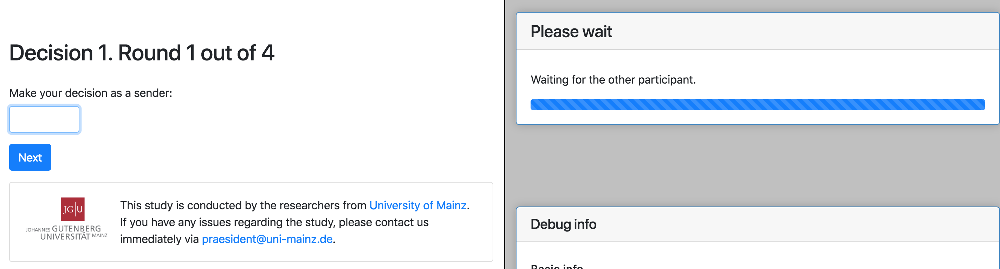 Decision 1. Round 1 out of 4
Make your decision as a sender:
Next
JG|U
JOHANNES GUTENBERG
UNIVERSITÄT MAINZ
This study is conducted by the researchers from University of Mainz.
If you have any issues regarding the study, please contact us
immediately via praesident@uni-mainz.de.
Please wait
Waiting for the other participant.
Debug info
Basic info